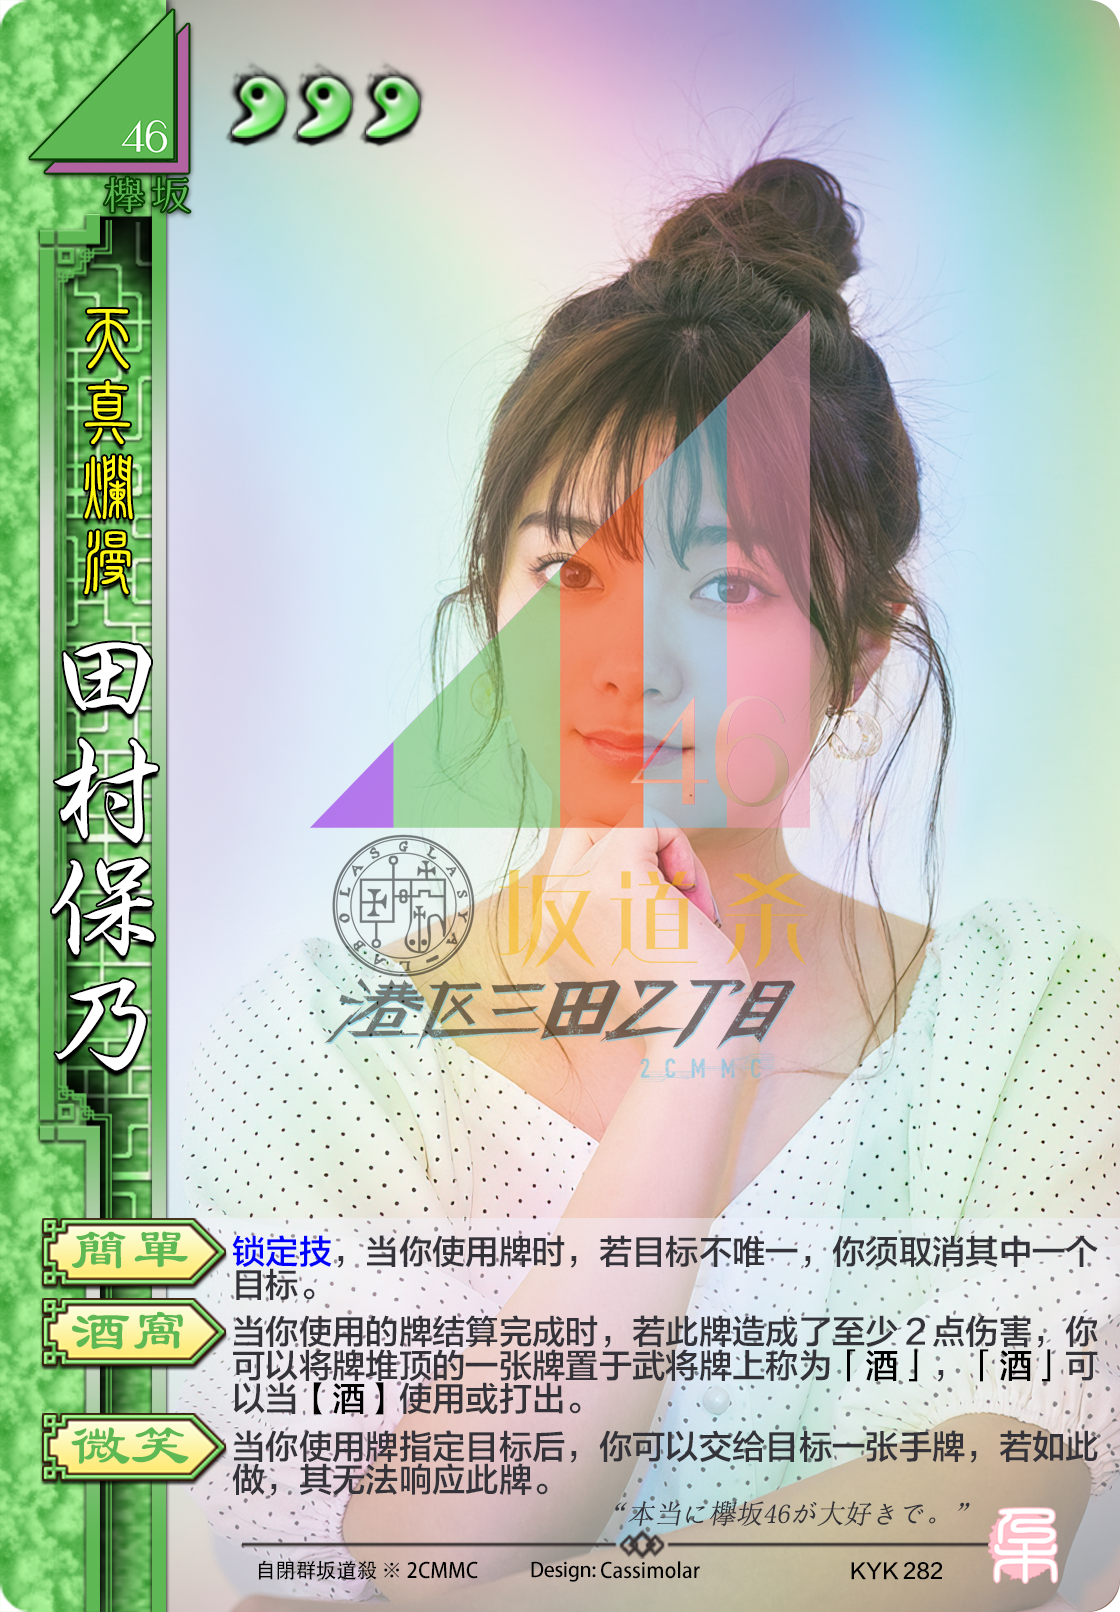 46
欅坂
天真爛漫
田村保乃
46
GLASYA-LABOLAS
坂道杀
港区三田乙丁目
2CMMC
簡單
锁定技，当你使用牌时，若目标不唯一，你须取消其中一个
目标。
酒窩
当你使用的牌结算完成时，若此牌造成了至少２点伤害，你
可以将牌堆顶的一张牌置于武将牌上称为「酒」，「酒」可
以当【酒】使用或打出。
微笑
当你使用牌指定目标后，你可以交给目标一张手牌，若如此
做，其无法响应此牌。
“本当に欅坂46が大好きで。”
自閉群坂道殺 ※ 2CMMC
Design: Cassimolar
KYK 282